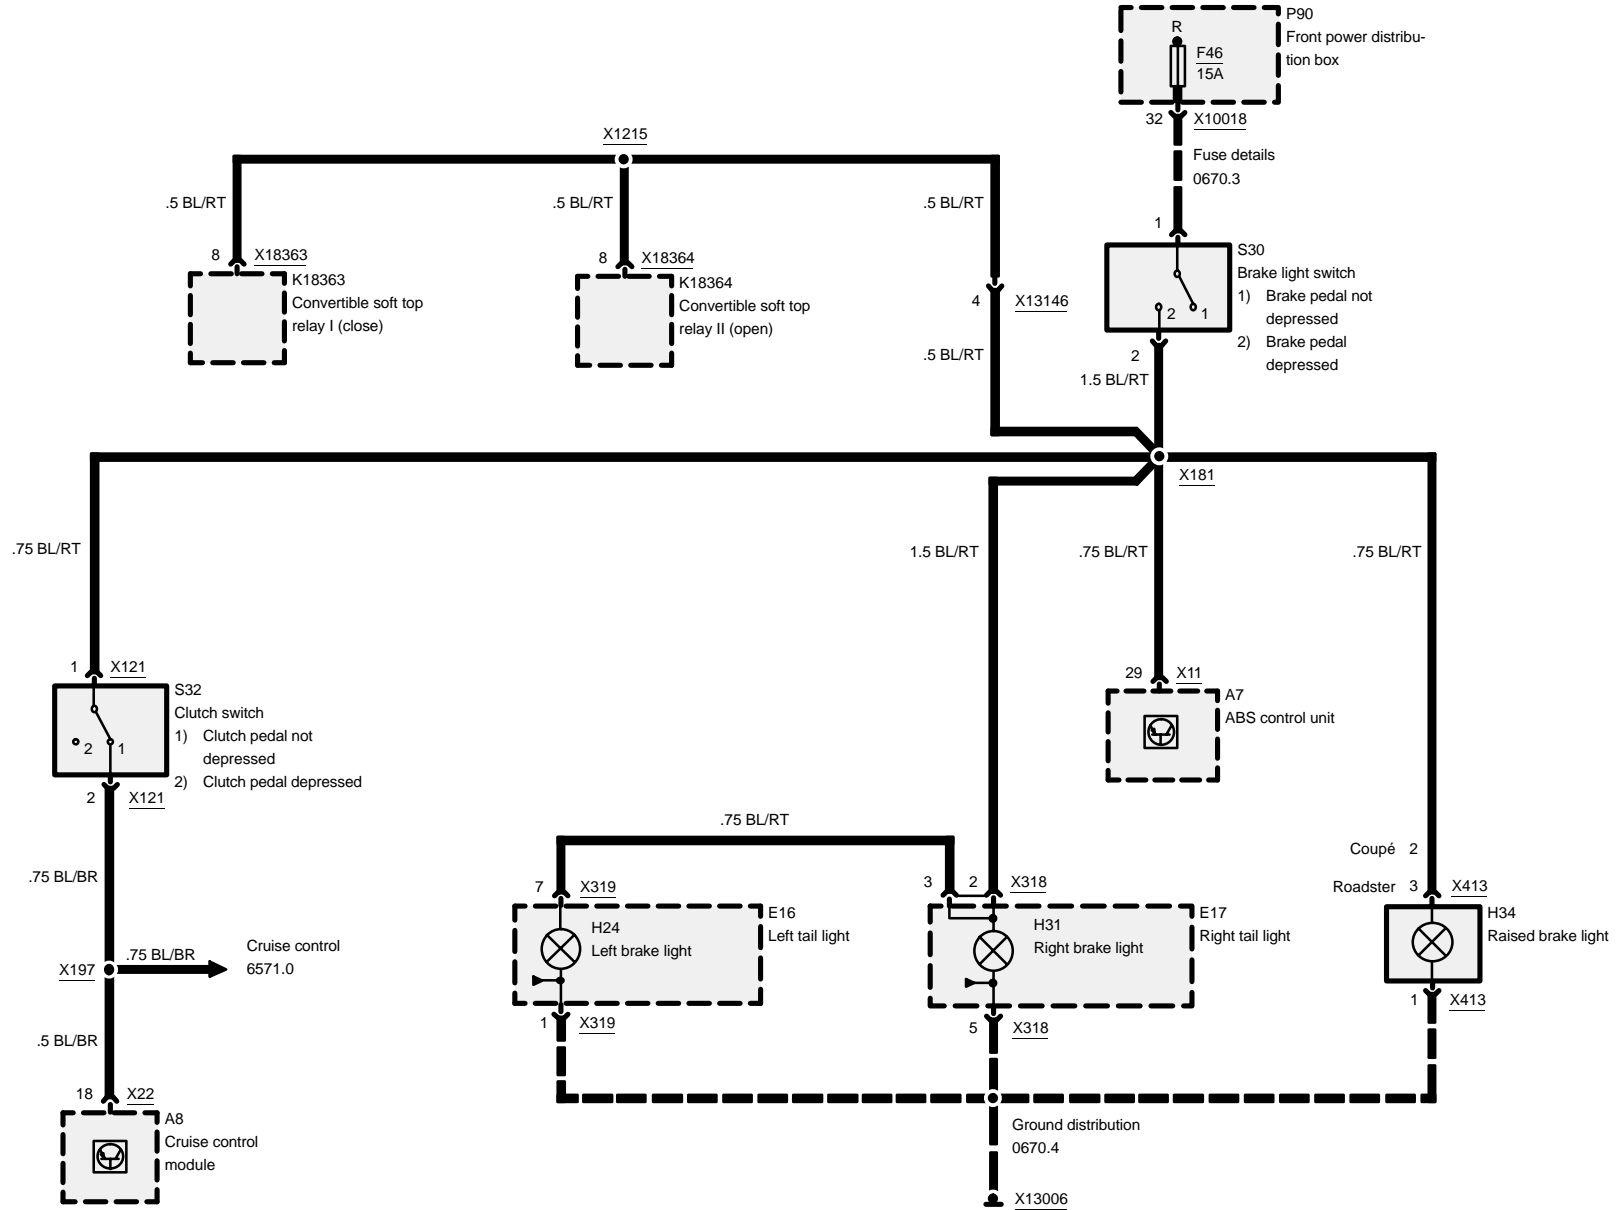 P90
R
Front power distribu-
F46
tion box
15A
32 X10018
X1215
Fuse details
0670.3
.5 BL/RT
.5 BL/RT
.5 BL/RT
1
8 X18363
8 X18364
S30
K18363
K18364
Brake light switch
Convertible soft top
Convertible soft top
4 X13146
1) Brake pedal not
relay I (close)
relay II (open)
2 1
depressed
2) Brake pedal
.5 BL/RT
2
depressed
1.5 BL/RT
X181
.75 BL/RT
1.5 BL/RT
.75 BL/RT
.75 BL/RT
1 X121
29 X11
S32
A7
Clutch switch
ABS control unit
1) Clutch pedal not
2 1
depressed
2) Clutch pedal depressed
2 X121
.75 BL/RT
Coupé 2
.75 BL/BR
7 X319
3 2 X318
Roadster 3 X413
E16
E17
H34
H24
H31
Left tail light
Right tail light
Raised brake light
Left brake light
Right brake light
.75 BL/BR
Cruise control
X197
6571.0
1 X319
5 X318
1 X413
.5 BL/BR
18 X22
A8
Ground distribution
Cruise control
0670.4
module
X13006